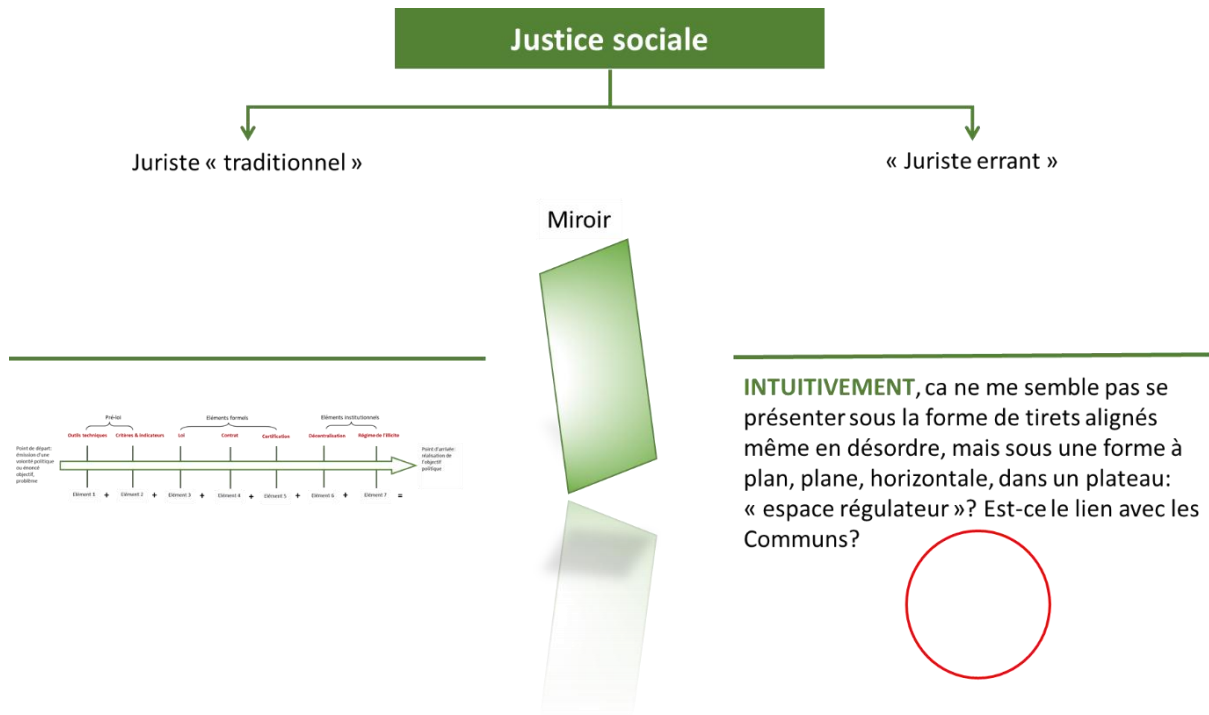 Justice sociale
Juriste « traditionnel »
« Juriste errant »
Miroir
Pré-loi
Eléments formels
Eléments institutionnels
Outils techniques
Critères & indicateurs
Loi
Contrat
Certification
Décentralisation
Régime de l'illicite
Point de départ:
émission d'une
volonté politique
ou énoncé
objectif,
problème
Point d'arrivée:
réalisation de
l'objectif
politique
Elément 1 + Elément 2 + Elément 3 + Elément 4 + Elément 5 + Elément 6 + Elément 7 =
INTUITIVEMENT, ca ne me semble pas se
présenter sous la forme de tirets alignés
même en désordre, mais sous une forme à
plan, plane, horizontale, dans un plateau:
« espace régulateur »? Est-ce le lien avec les
Communs?